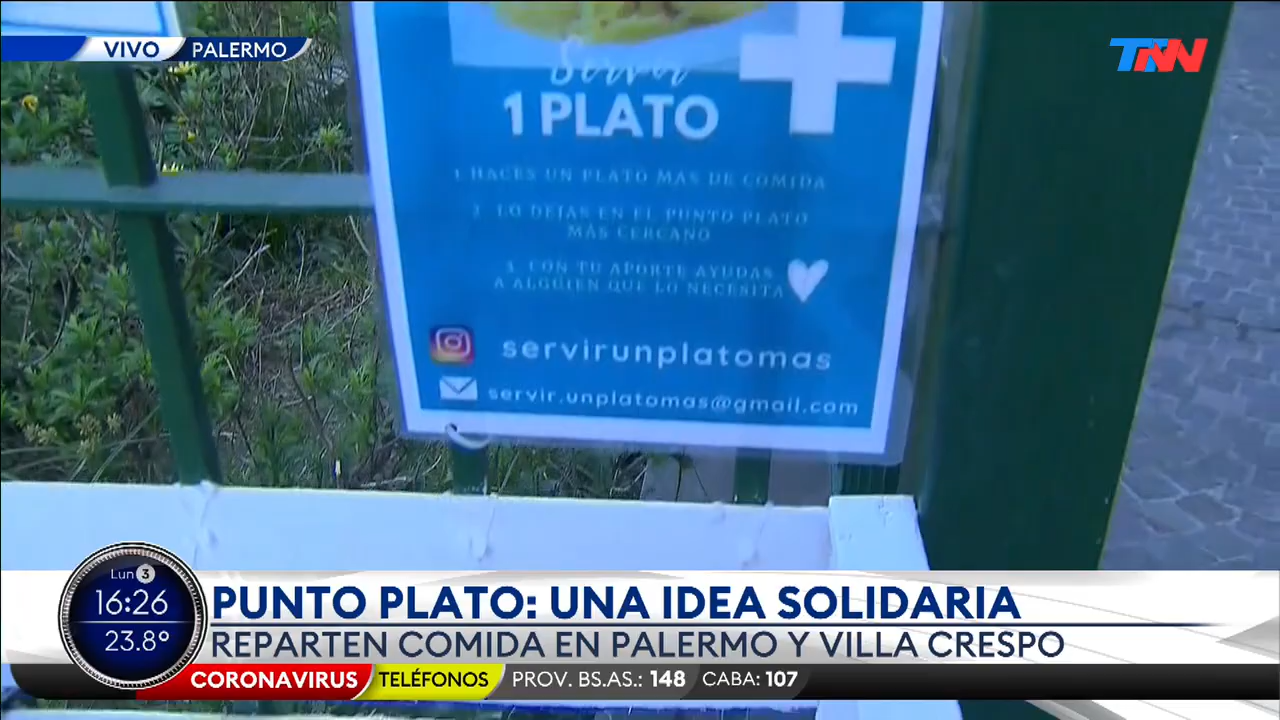 VIVO
PALERMO
TN
Servir
1 PLATO
1 HACES UN PLATO MAS DE COMIDA
2. LO DEJAS EN EL PUNTO PLATO
MÁS CERCANO
3. CON TU APORTE AYUDAS
A ALGUIEN QUE LO NECESITA
servirunplatomas
servir.unplatomas@gmail.com
Lun 3
16:26
23.8º
PUNTO PLATO: UNA IDEA SOLIDARIA
REPARTEN COMIDA EN PALERMO Y VILLA CRESPO
CORONAVIRUS
TELÉFONOS
PROV. BS.AS.: 148 CABA: 107